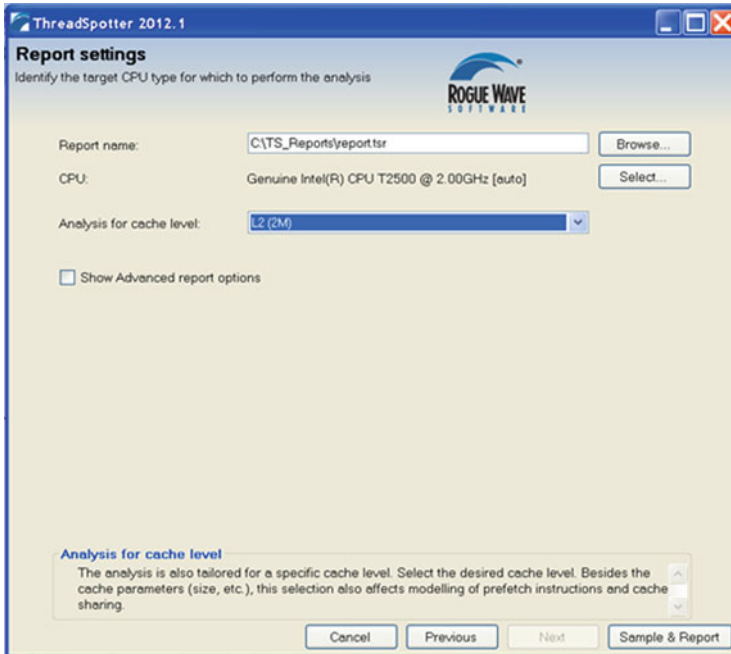 ThreadSpotter 2012.1
Report settings
Identify the target CPU type for which to perform the analysis
ROGUE WAVE
SOFTWARE
Report name: C:\TS_Reports\report.tsr Browse...
CPU: Genuine Intel(R) CPU T2500 @ 2.00GHz [auto] Select...
Analysis for cache level: L2 (2M)
Show Advanced report options
Analysis for cache level
The analysis is also tailored for a specific cache level. Select the desired cache level. Besides the
cache parameters (size, etc.), this selection also affects modelling of prefetch instructions and cache
sharing.
Cancel Previous Next Sample & Report